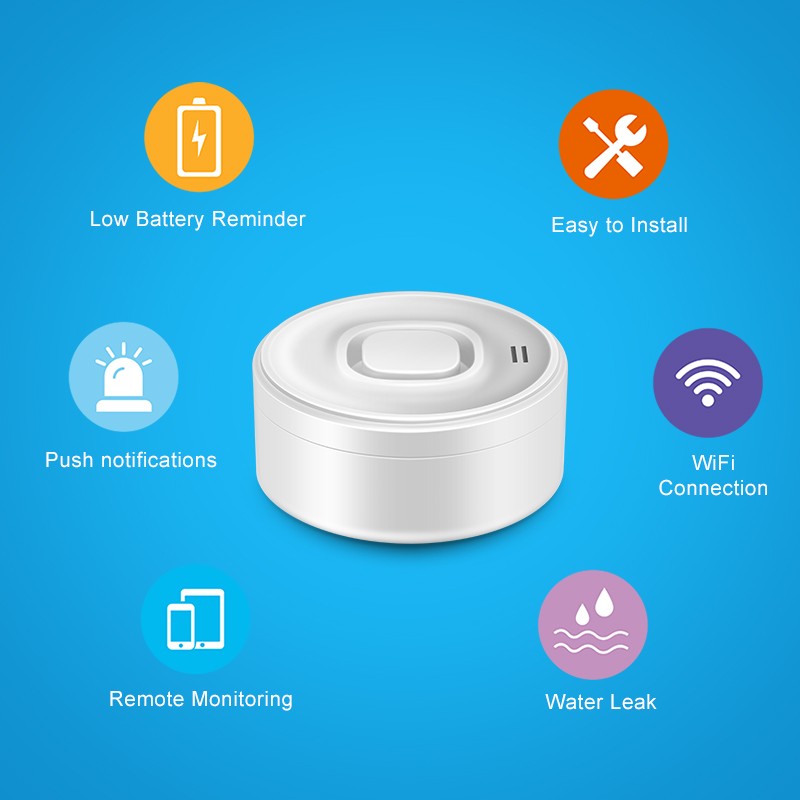 Low Battery Reminder
Easy to Install
Push notifications
WiFi
Connection
Remote Monitoring
Water Leak